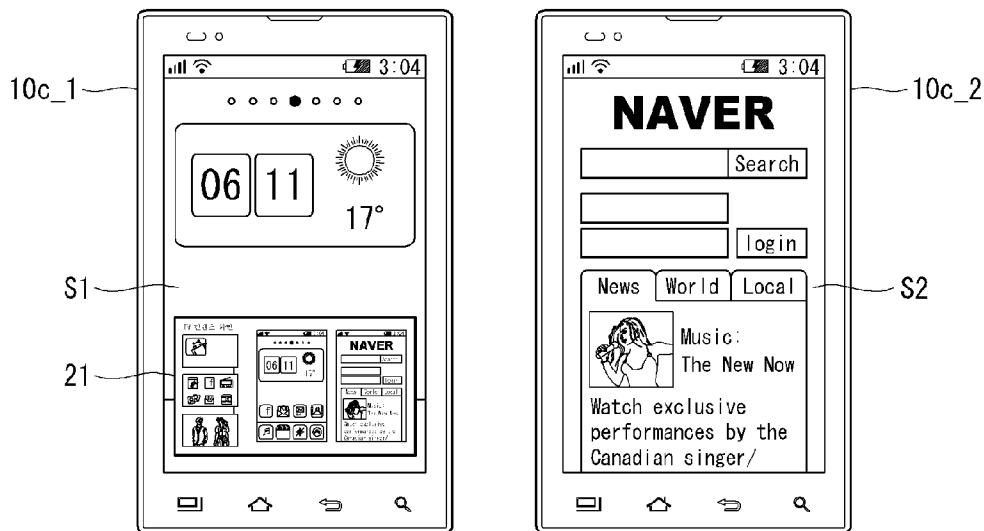 3:04
06 11
17°
NAVER
Search
login
News World Local
Music:
The New Now
10c_1
S1
21
3:04
NAVER
Search
login
News World Local
Music:
The New Now
Watch exclusive
performances by the
Canadian singer/
10c_2
S2